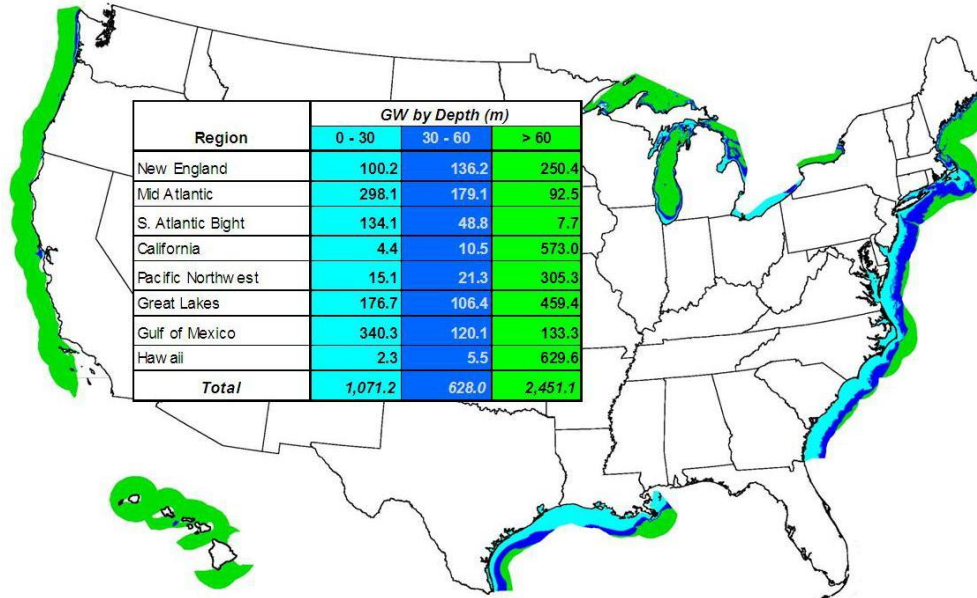 GW by Depth (m)
Region 0 - 30 30 - 60 > 60
New England 100.2 136.2 250.4
Mid Atlantic 298.1 179.1 92.5
S. Atlantic Bight 134.1 48.8 7.7
California 4.4 10.5 573.0
Pacific Northwest 15.1 21.3 305.3
Great Lakes 176.7 106.4 459.4
Gulf of Mexico 340.3 120.1 133.3
Hawaii 2.3 5.5 629.6
Total 1,071.2 628.0 2,451.1